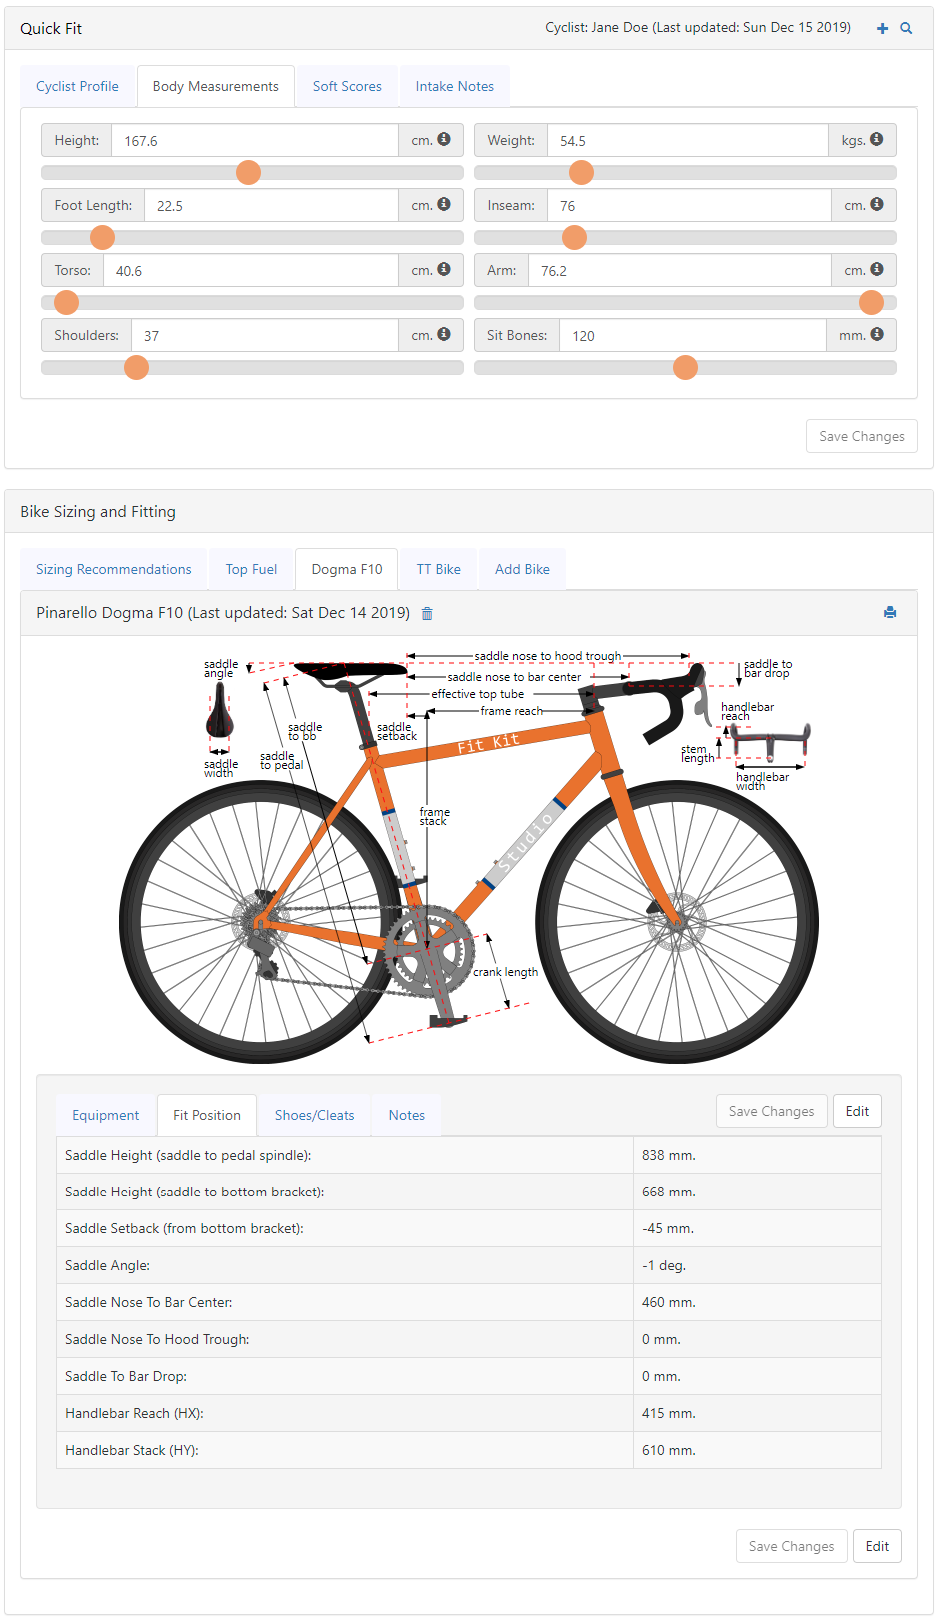 Quick Fit
Cyclist: Jane Doe (Last updated: Sun Dec 15 2019)
Cyclist Profile
Body Measurements
Soft Scores
Intake Notes
Height: 167.6 cm.
Weight: 54.5 kgs.
Foot Length: 22.5 cm.
Inseam: 76 cm.
Torso: 40.6 cm.
Arm: 76.2 cm.
Shoulders: 37 cm.
Sit Bones: 120 mm.
Save Changes
Bike Sizing and Fitting
Sizing Recommendations
Top Fuel
Dogma F10
TT Bike
Add Bike
Pinarello Dogma F10 (Last updated: Sat Dec 14 2019)
saddle
angle
saddle nose to hood trough
saddle nose to bar center
effective top tube
frame reach
saddle to
bar drop
handlebar
reach
saddle
to bb
saddle
setback
saddle
to pedal
saddle
width
stem
length
handlebar
width
Fit Kit
Studio
frame
stack
crank length
Equipment
Fit Position
Shoes/Cleats
Notes
Save Changes
Edit
Saddle Height (saddle to pedal spindle): 838 mm.
Saddle Height (saddle to bottom bracket): 668 mm.
Saddle Setback (from bottom bracket): -45 mm.
Saddle Angle: -1 deg.
Saddle Nose To Bar Center: 460 mm.
Saddle Nose To Hood Trough: 0 mm.
Saddle To Bar Drop: 0 mm.
Handlebar Reach (HX): 415 mm.
Handlebar Stack (HY): 610 mm.
Save Changes
Edit